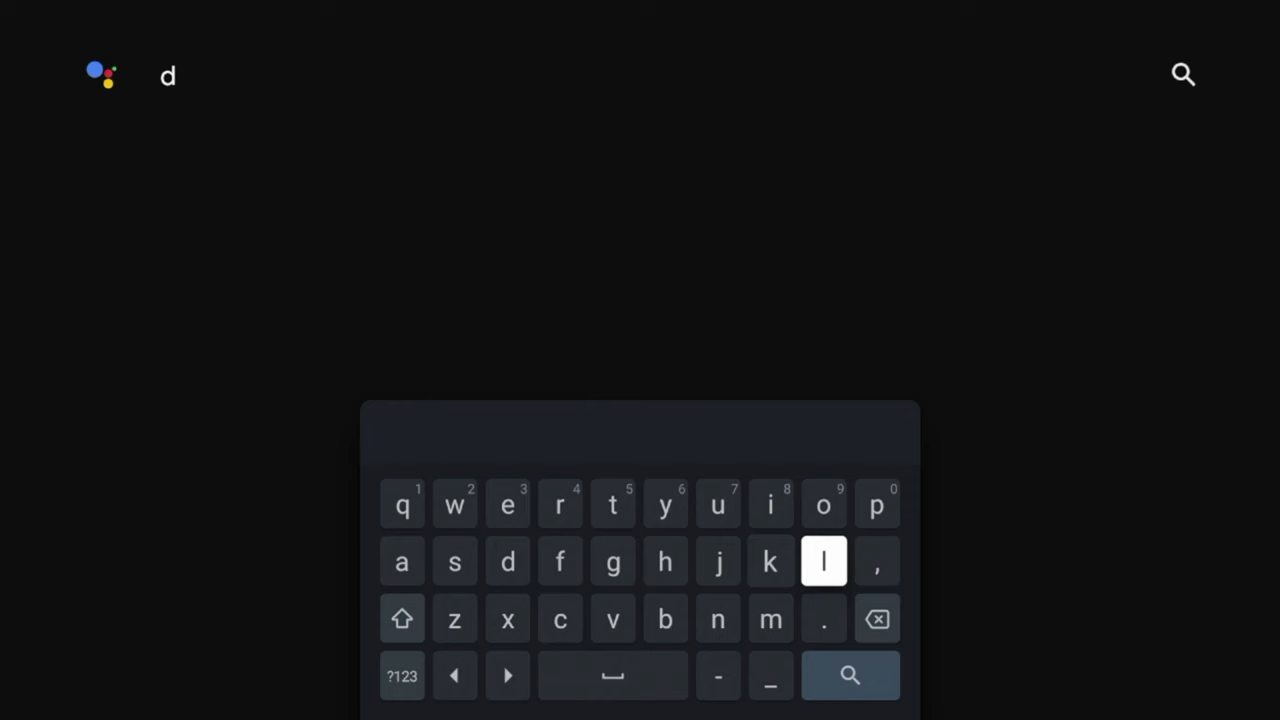 d
q1 w2 e3 r4 t5 y6 u7 i8 o9 p0
a s d f g h j k l ,
z x c v b n m .
?123 - _